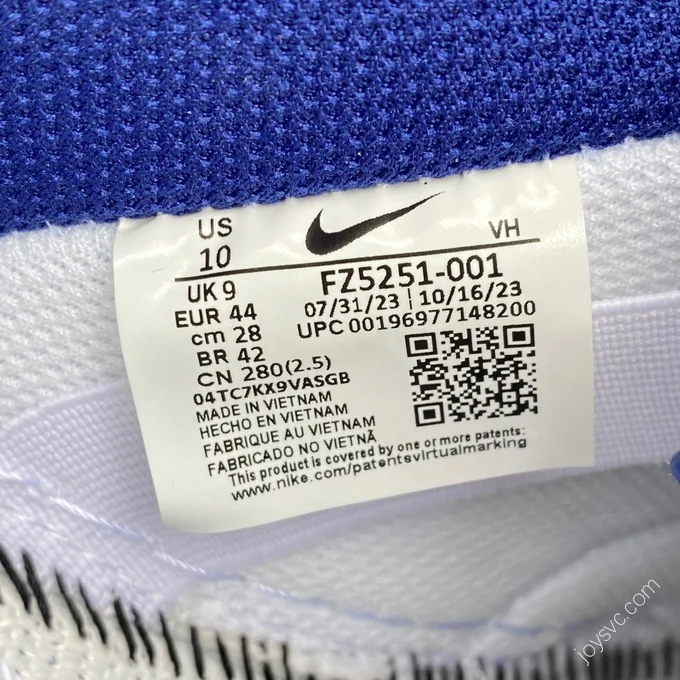 US
10
VH
FZ5251-001
07/31/23 | 10/16/23
UPC 00196977148200
UK 9
EUR 44
cm 28
BR 42
CN 280(2.5)
04TC7KX9VASGB
MADE IN VIETNAM
HECHO EN VIETNAM
FABRIQUE AU VIETNAM
FABRICADO NO VIETNÃ
This product is covered by one or more patents:
www.nike.com/patentsvirtualmarking
joysvc.com